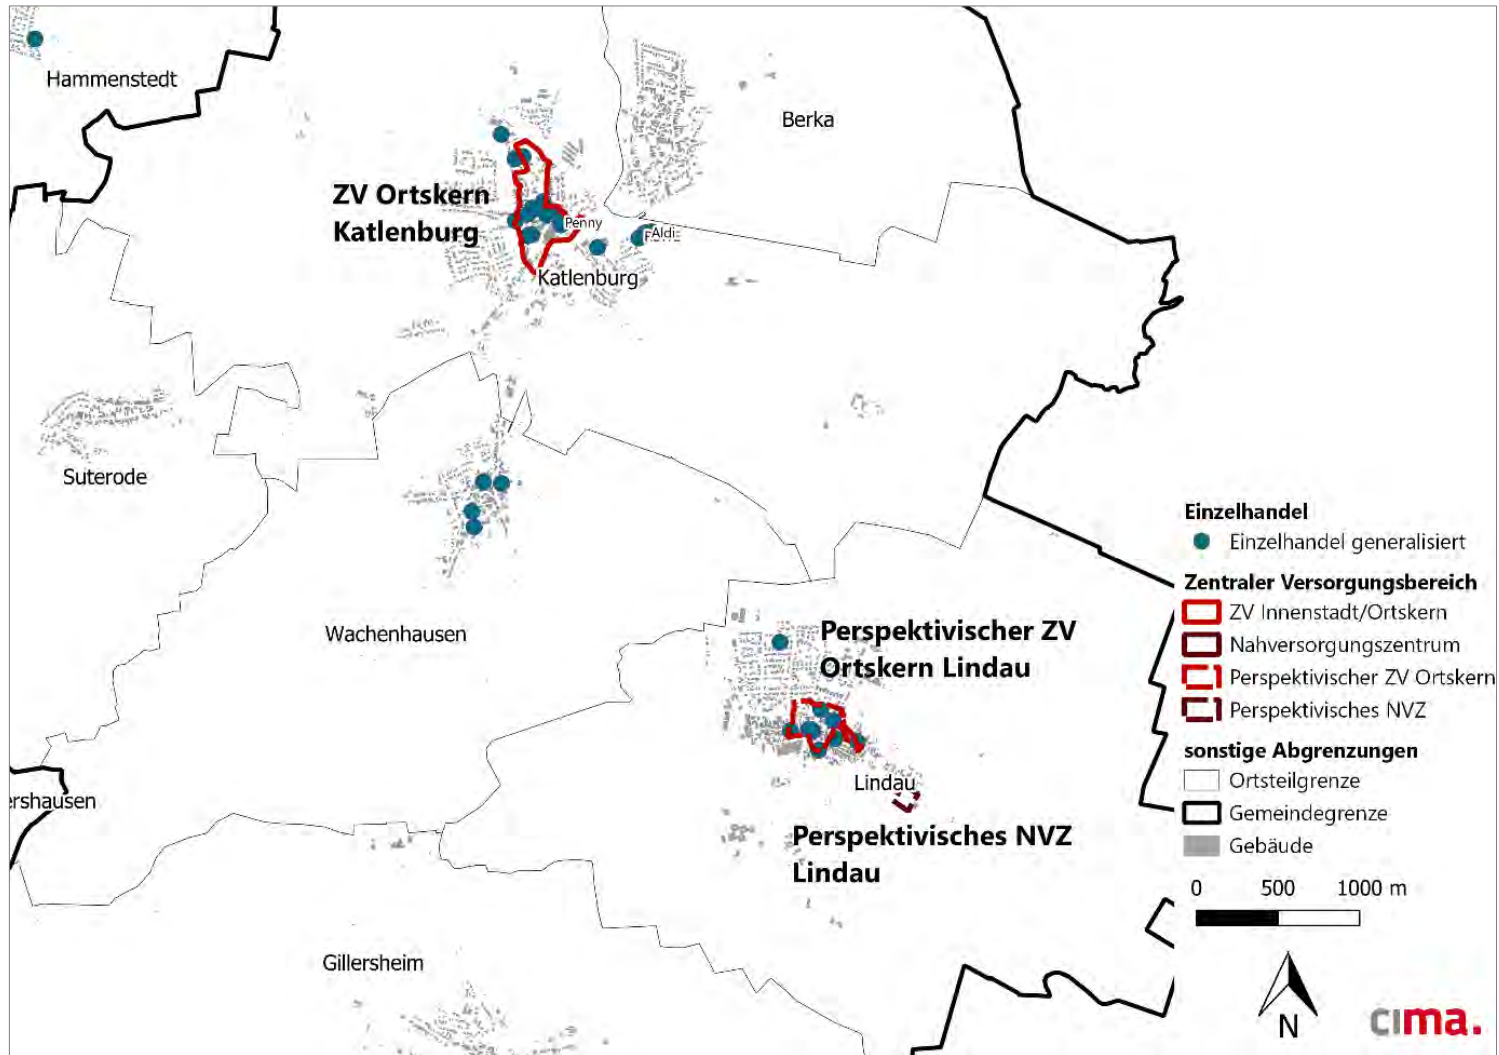 Hammenstedt
Berka
ZV Ortskern
Katlenburg
Penny
Aldi
Katlenburg
Suterode
Wachenhausen
Perspektivischer ZV
Ortskern Lindau
Lindau
Perspektivisches NVZ
Lindau
ershausen
Gillersheim
Einzelhandel
Einzelhandel generalisiert
Zentraler Versorgungsbereich
ZV Innenstadt/Ortskern
Nahversorgungszentrum
Perspektivischer ZV Ortskern
Perspektivisches NVZ
sonstige Abgrenzungen
Ortsteilgrenze
Gemeindegrenze
Gebäude
0 500 1000 m
N
cima.